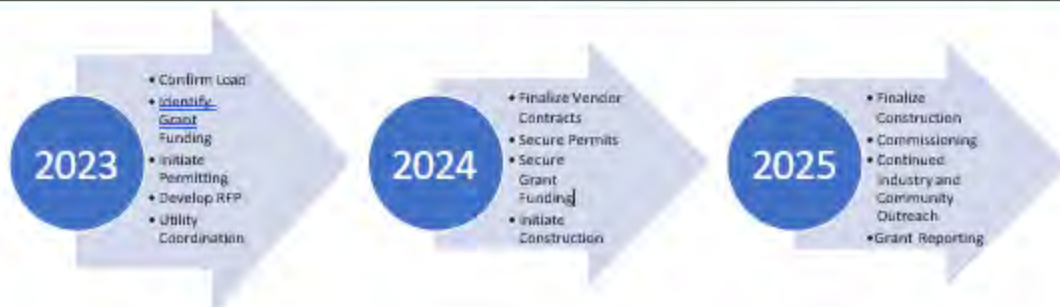 2023
• Confirm Load
• Identify
Grant
Funding
• Initiate
Permitting
• Develop RFP
• Utility
Coordination
2024
• Finalize Vendor
Contracts
• Secure Permits
• Secure
Grant
Funding
• Initiate
Construction
2025
• Finalize
Construction
• Commissioning
• Continued
Industry and
Community
Outreach
•Grant Reporting